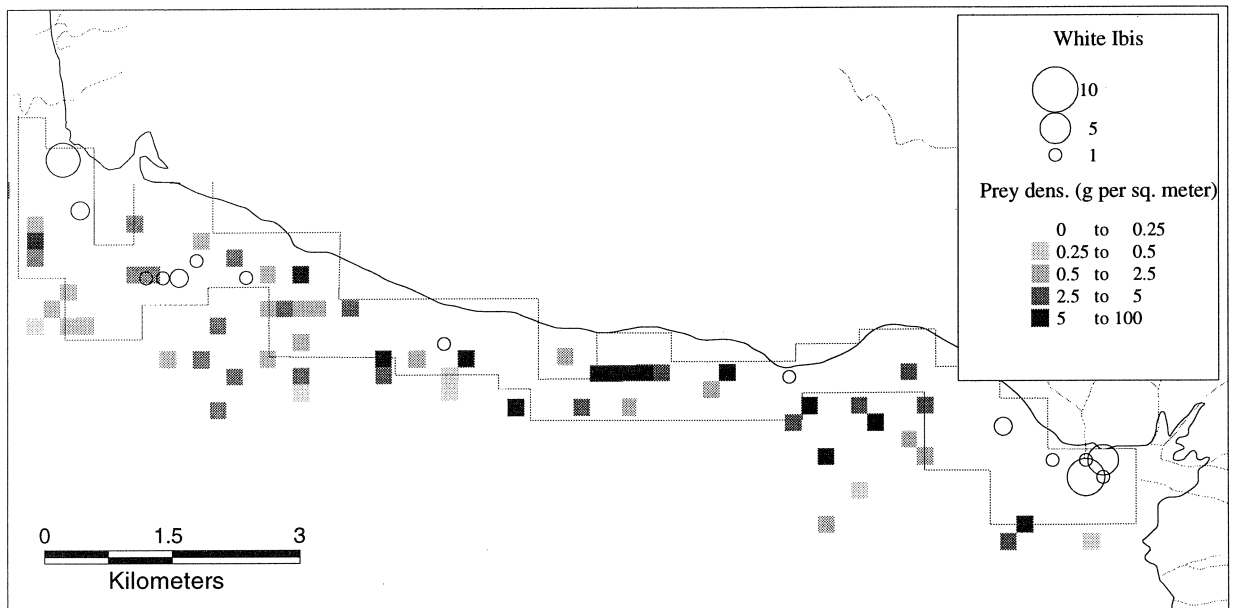 White Ibis
10
5
1
Prey dens. (g per sq. meter)
0 to 0.25
0.25 to 0.5
0.5 to 2.5
2.5 to 5
5 to 100
0 1.5 3
Kilometers